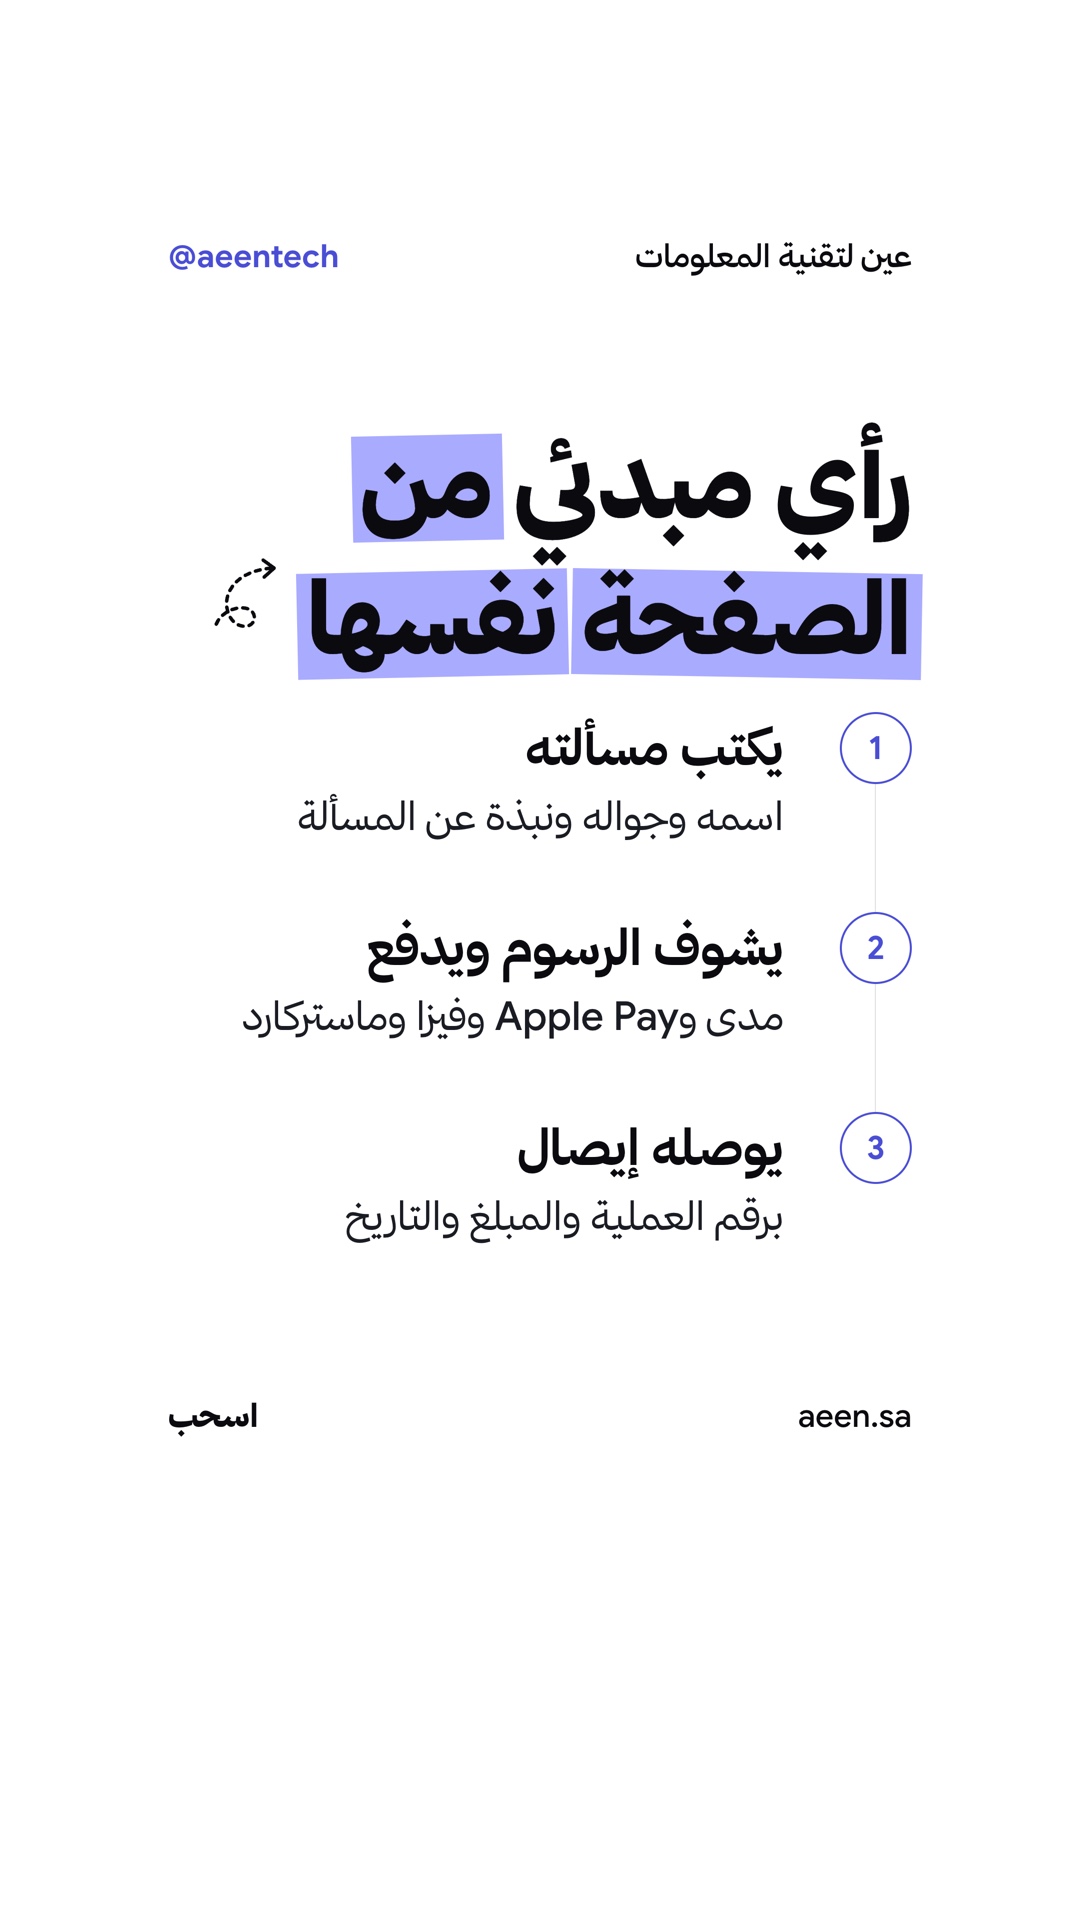 عين لتقنية المعلومات
@aeentech
رأي مبدئي من
الصفحة نفسها
1
يكتب مسألته
اسمه وجواله ونبذة عن المسألة
2
يشوف الرسوم ويدفع
مدى وApple Pay وفيزا وماستركارد
3
يوصله إيصال
برقم العملية والمبلغ والتاريخ
aeen.sa
اسحب